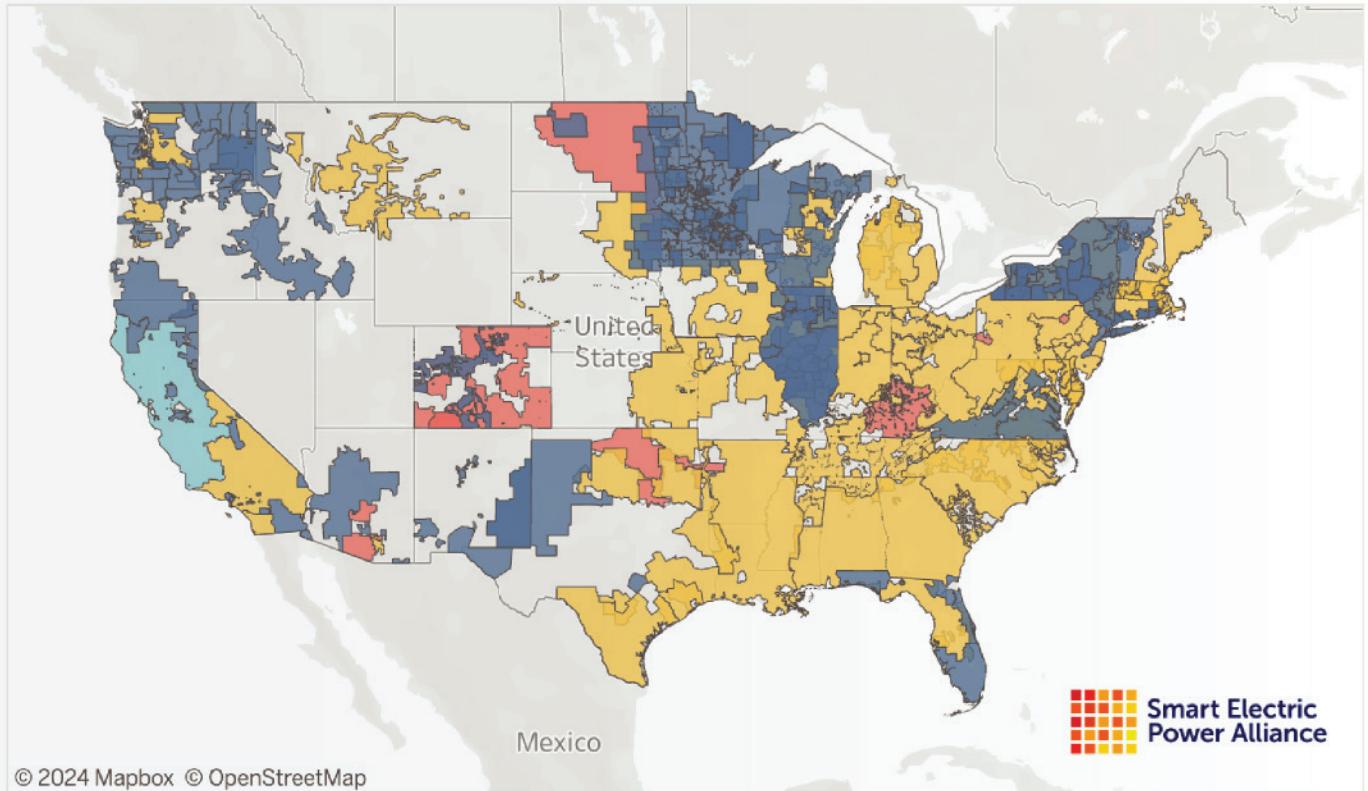 United
States
Mexico
Smart Electric
Power Alliance
© 2024 Mapbox © OpenStreetMap